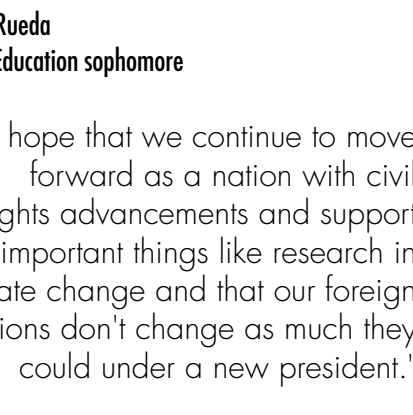 Rueda
Education sophomore
hope that we continue to move
forward as a nation with civil
ghts advancements and support
important things like research in
ate change and that our foreign
ions don't change as much they
could under a new president."